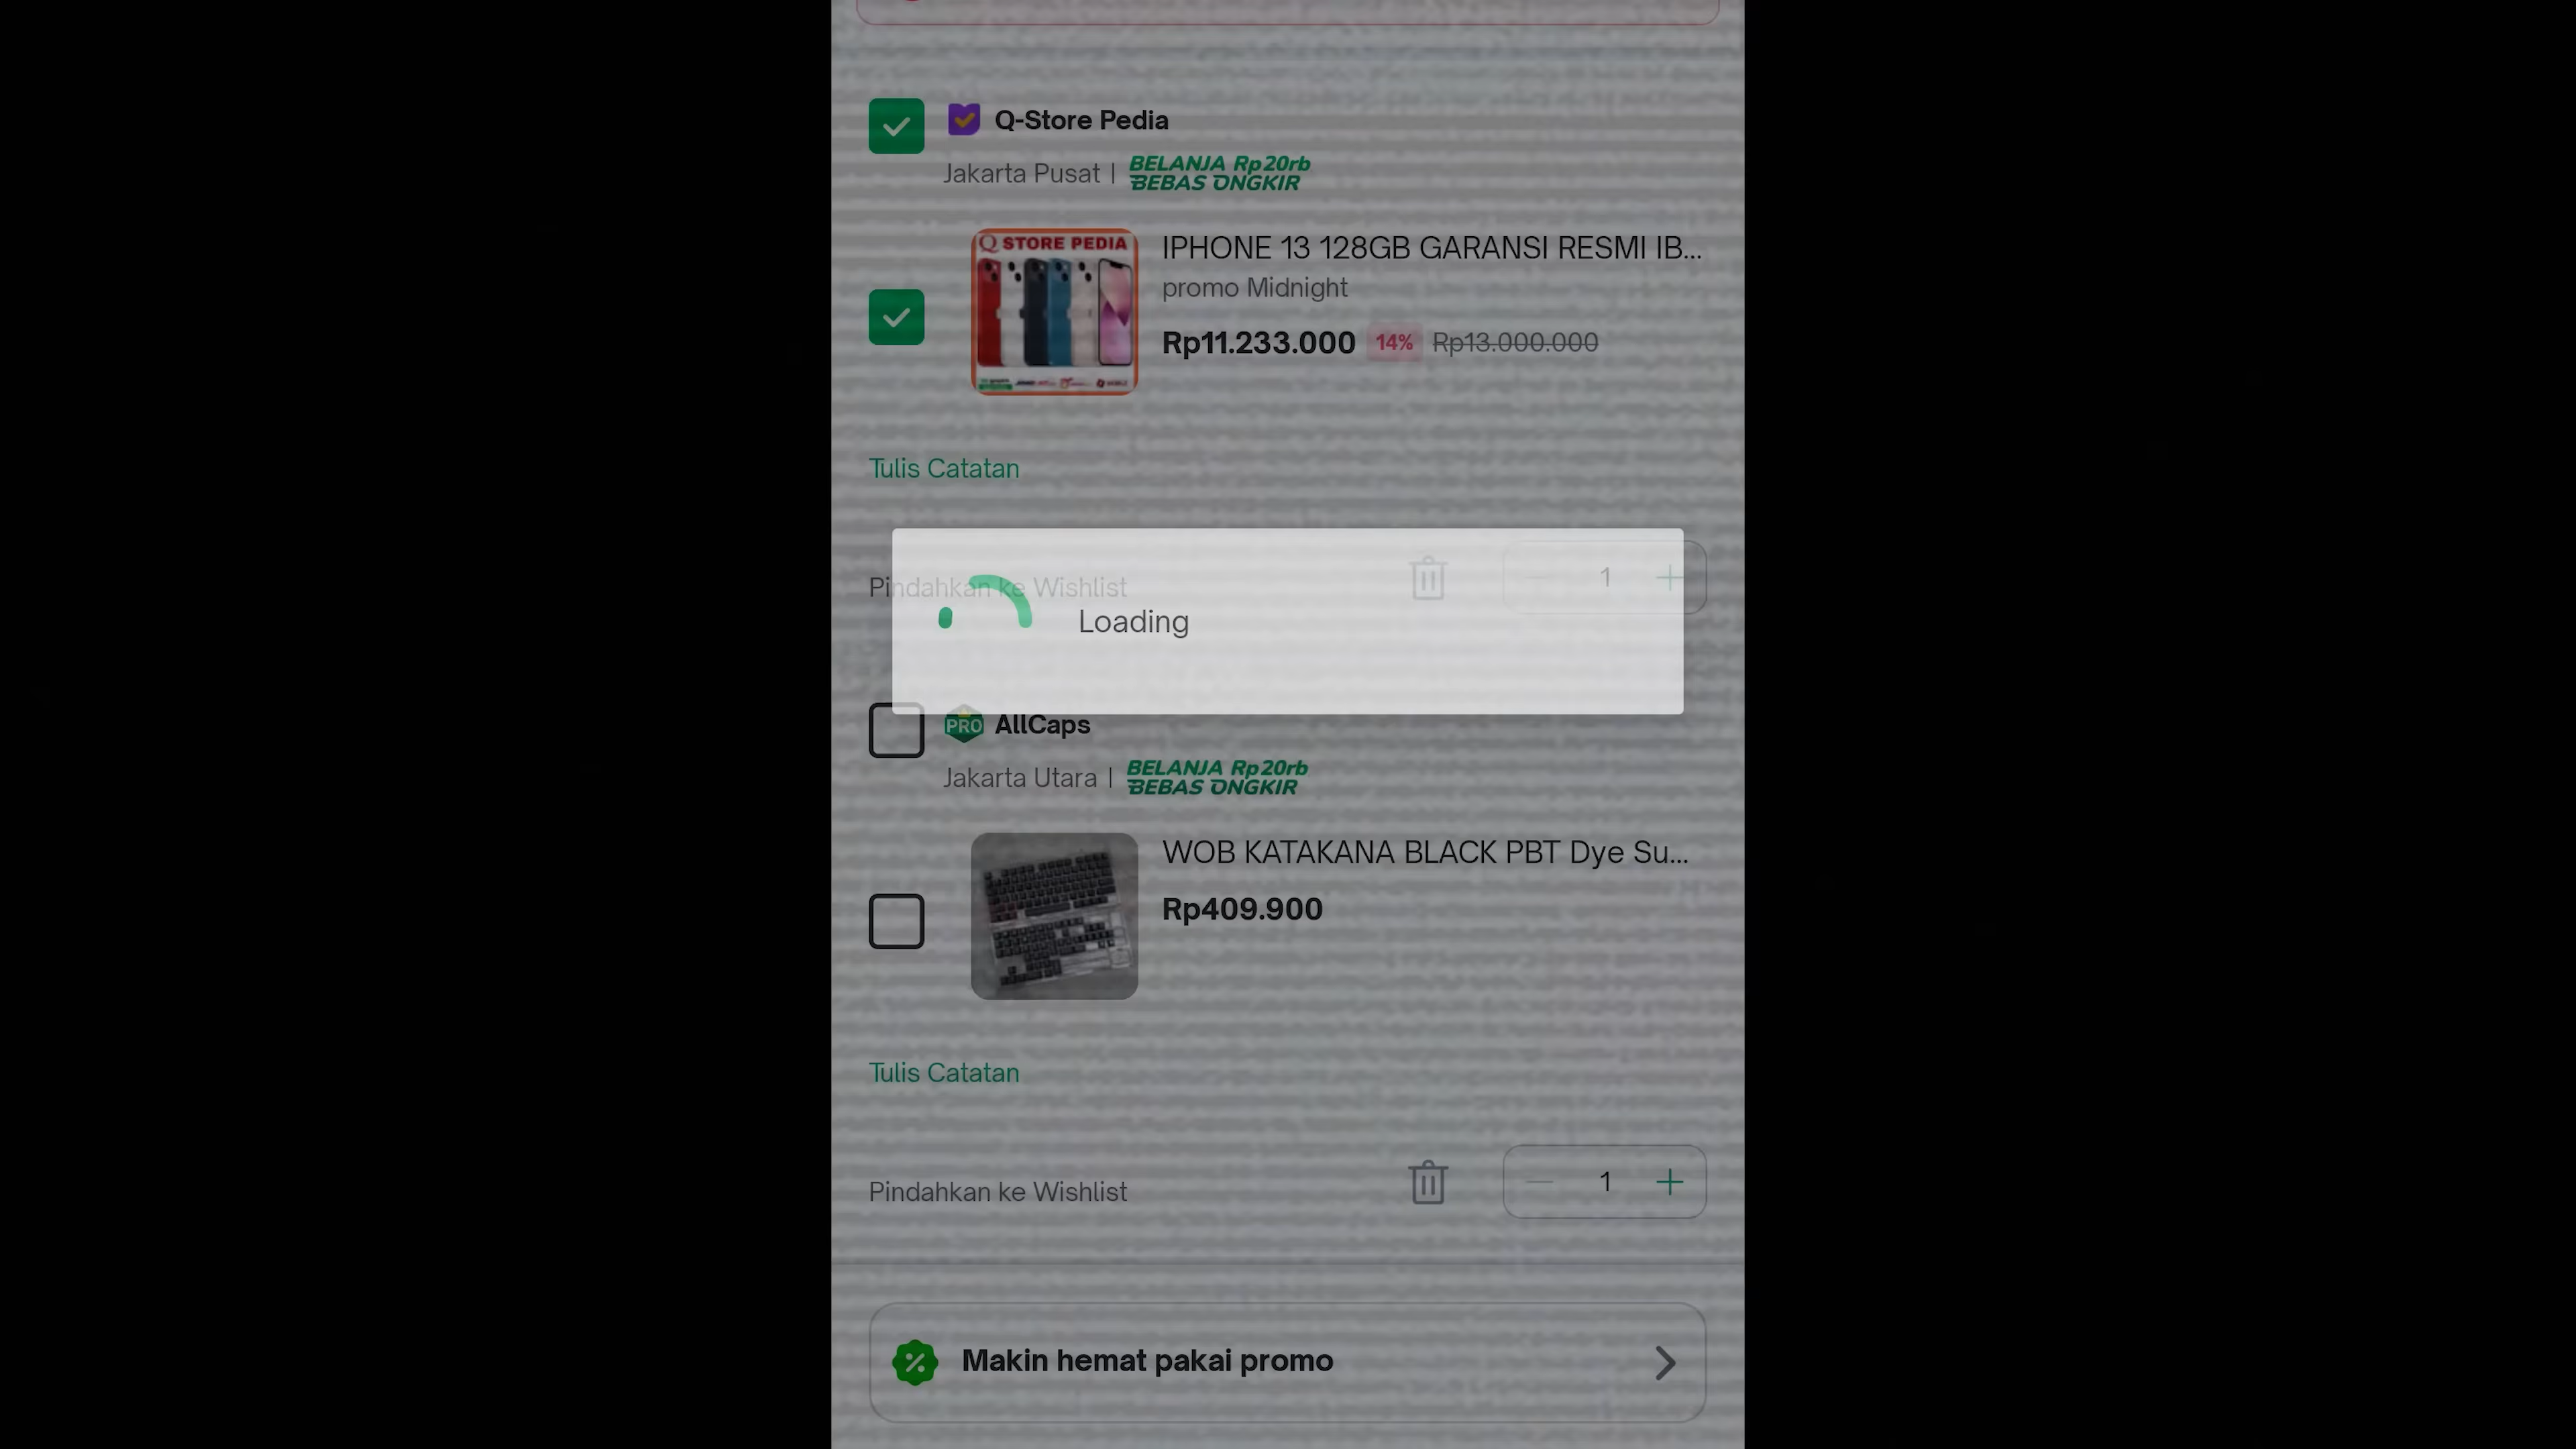 Q-Store Pedia
Jakarta Pusat | BELANJA Rp20rb
BEBAS ONGKIR
Q STORE PEDIA
IPHONE 13 128GB GARANSI RESMI IB...
promo Midnight
Rp11.233.000 14% Rp13.000.000
Tulis Catatan
Pindahkan ke Wishlist
1
Loading
PRO AllCaps
Jakarta Utara | BELANJA Rp20rb
BEBAS ONGKIR
WOB KATAKANA BLACK PBT Dye Su...
Rp409.900
Tulis Catatan
Pindahkan ke Wishlist
1
Makin hemat pakai promo